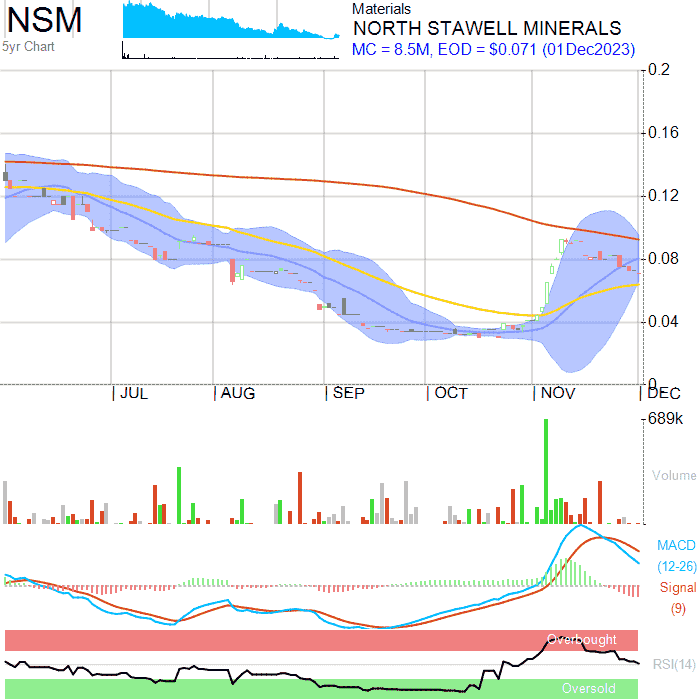 NSM
5yr Chart
Materials
NORTH STAWELL MINERALS
MC = 8.5M, EOD = $0.071 (01Dec2023)
0.2
0.16
0.12
0.08
0.04
0
JUL AUG SEP OCT NOV DEC
689k
Volume
MACD
(12-26)
Signal
(9)
Overbought
RSI(14)
Oversold